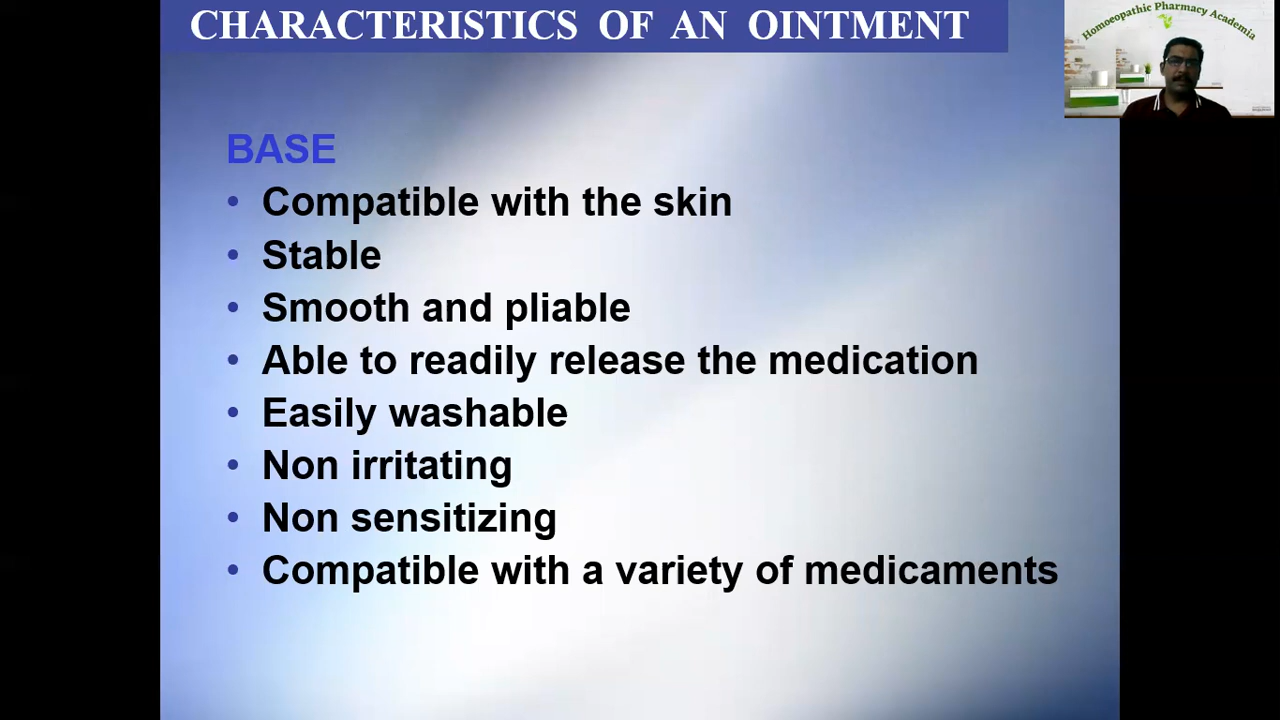 CHARACTERISTICS OF AN OINTMENT
Homoeopathic Pharmacy Academia
BASE
• Compatible with the skin
• Stable
• Smooth and pliable
• Able to readily release the medication
• Easily washable
• Non irritating
• Non sensitizing
• Compatible with a variety of medicaments